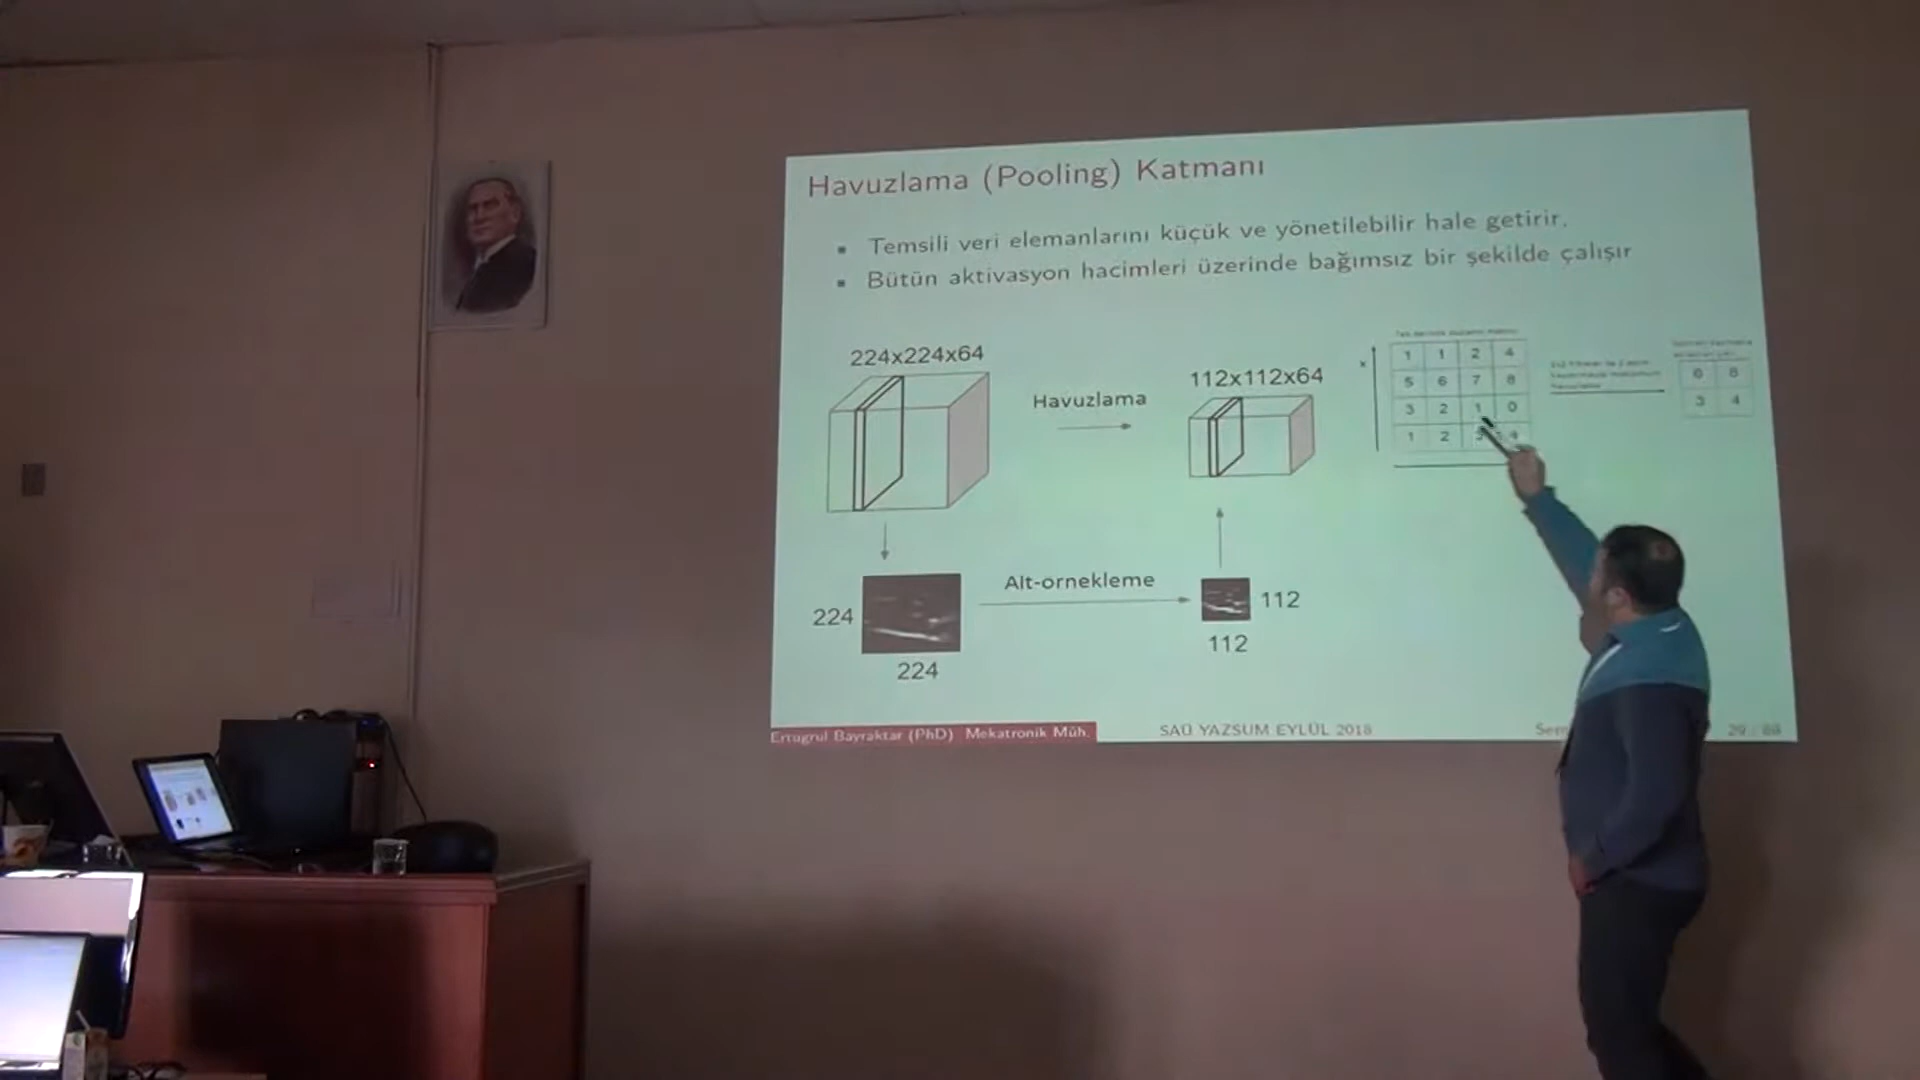 Havuzlama (Pooling) Katmanı
Temsili veri elemanlarını küçük ve yönetilebilir hale getirir.
Bütün aktivasyon hacimleri üzerinde bağımsız bir şekilde çalışır
224x224x64
Havuzlama
112x112x64
x
1 1 2 4
5 6 7 8
3 2 1 0
1 2 3 4
6 8
3 4
Alt-ornekleme
224
224
112
112
Ertugrul Bayraktar (PhD) Mekatronik Müh.
SAÜ YAZSUM EYLÜL 2018
29 / 88